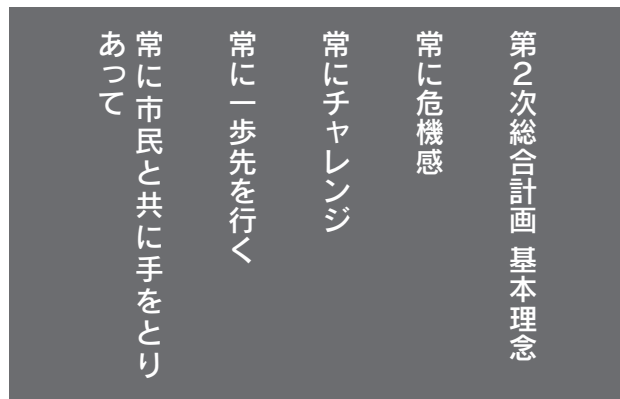 第２次総合計画 基本理念
常に危機感
常にチャレンジ
常に一歩先を行く
常に市民と共に手をとり
あって